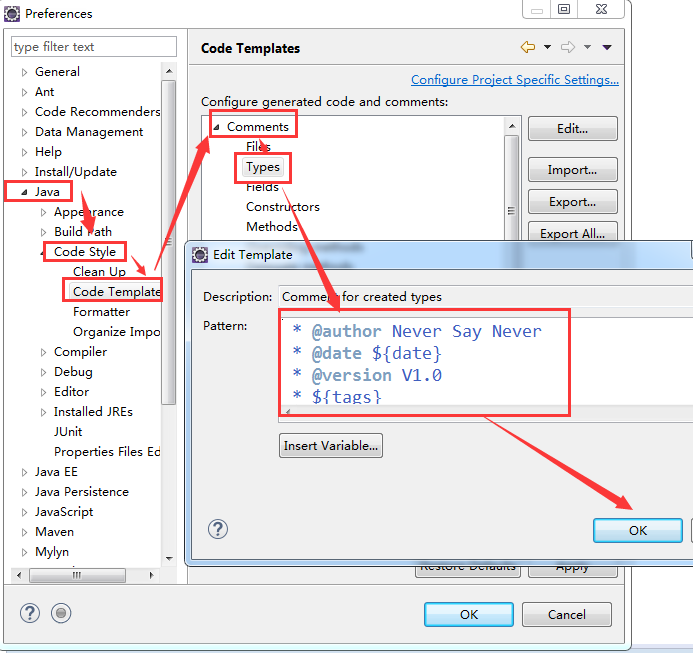 Preferences
type filter text
General
Ant
Code Recommenders
Data Management
Help
Install/Update
Java
Appearance
Build Path
Code Style
Clean Up
Code Template
Formatter
Organize Impo
Compiler
Debug
Editor
Installed JREs
JUnit
Properties Files Ed
Java EE
Java Persistence
JavaScript
Maven
Mylyn
Code Templates
Configure Project Specific Settings...
Configure generated code and comments:
Comments
Files
Types
Fields
Constructors
Methods
Edit...
Import...
Export...
Export All...
Edit Template
Description:
Comment for created types
Pattern:
* @author Never Say Never
* @date ${date}
* @version V1.0
* ${tags}
Insert Variable...
OK
Restore Defaults
Apply
OK
Cancel